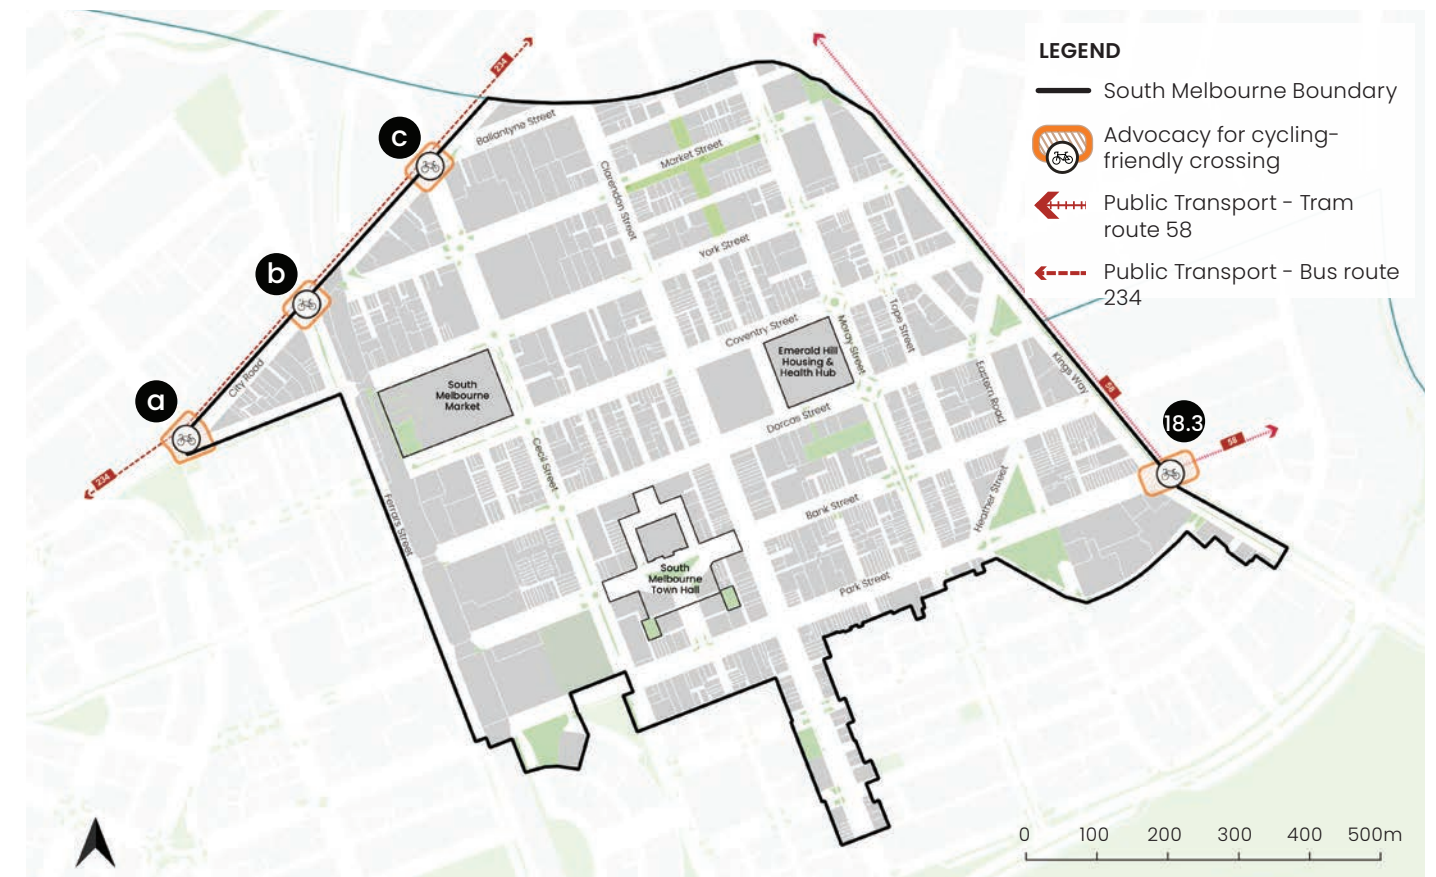 LEGEND
South Melbourne Boundary
Advocacy for cycling-
friendly crossing
Public Transport - Tram
route 58
Public Transport - Bus route
234
234
c
Ballantyne Street
Market Street
Clarendon Street
York Street
b
Coventry Street
Moray Street
Tope Street
Emerald Hill
Housing &
Health Hub
Eastern Road
Kings Way
58
City Road
a
South
Melbourne
Market
Dorcas Street
18.3
58
234
Cecil Street
Ferrars Street
Bank Street
Heather Street
South
Melbourne
Town Hall
Park Street
0 100 200 300 400 500m